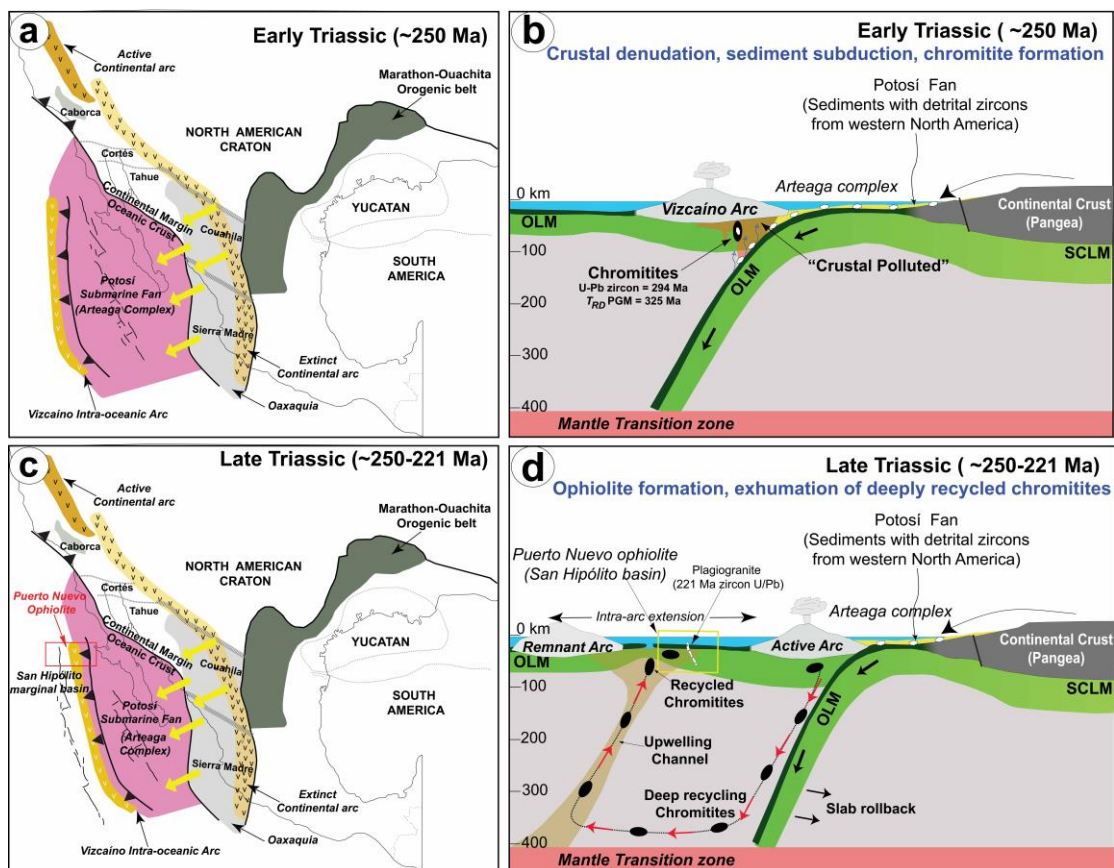 a
Early Triassic (~250 Ma)
Active
Continental arc
Marathon-Ouachita
Orogenic belt
Caborca
NORTH AMERICAN
CRATON
Cortés
Tahue
Continental Margin
Oceanic Crust
Couahila
YUCATAN
SOUTH
AMERICA
Potosí
Submarine Fan
(Arteaga Complex)
Sierra Madre
Extinct
Continental arc
Oaxaquia
Vizcaíno Intra-oceanic Arc
b
Early Triassic ( ~250 Ma)
Crustal denudation, sediment subduction, chromitite formation
Potosí Fan
(Sediments with detrital zircons
from western North America)
Arteaga complex
0 km
Vizcaíno Arc
Continental Crust
(Pangea)
OLM
SCLM
-100
Chromitites
U-Pb zircon = 294 Ma
TRD PGM = 325 Ma
"Crustal Polluted"
OLM
-200
-300
-400
Mantle Transition zone
c
Late Triassic (~250-221 Ma)
Active
Continental arc
Marathon-Ouachita
Orogenic belt
Caborca
NORTH AMERICAN
CRATON
Puerto Nuevo
Ophiolite
Cortés
Tahue
Continental Margin
Oceanic Crust
Couahila
YUCATAN
San Hipólito
marginal basin
SOUTH
AMERICA
Potosí
Submarine Fan
(Arteaga
Complex)
Sierra Madre
Extinct
Continental arc
Oaxaquia
Vizcaíno Intra-oceanic Arc
d
Late Triassic ( ~250-221 Ma)
Ophiolite formation, exhumation of deeply recycled chromitites
Potosí Fan
(Sediments with detrital zircons
from western North America)
Puerto Nuevo ophiolite
(San Hipólito basin)
Plagiogranite
(221 Ma zircon U/Pb)
Intra-arc extension
Arteaga complex
0 km
Remnant Arc
Active Arc
Continental Crust
(Pangea)
OLM
SCLM
-100
Recycled
Chromitites
OLM
-200
Upwelling
Channel
-300
Deep recycling
Chromitites
Slab rollback
-400
Mantle Transition zone